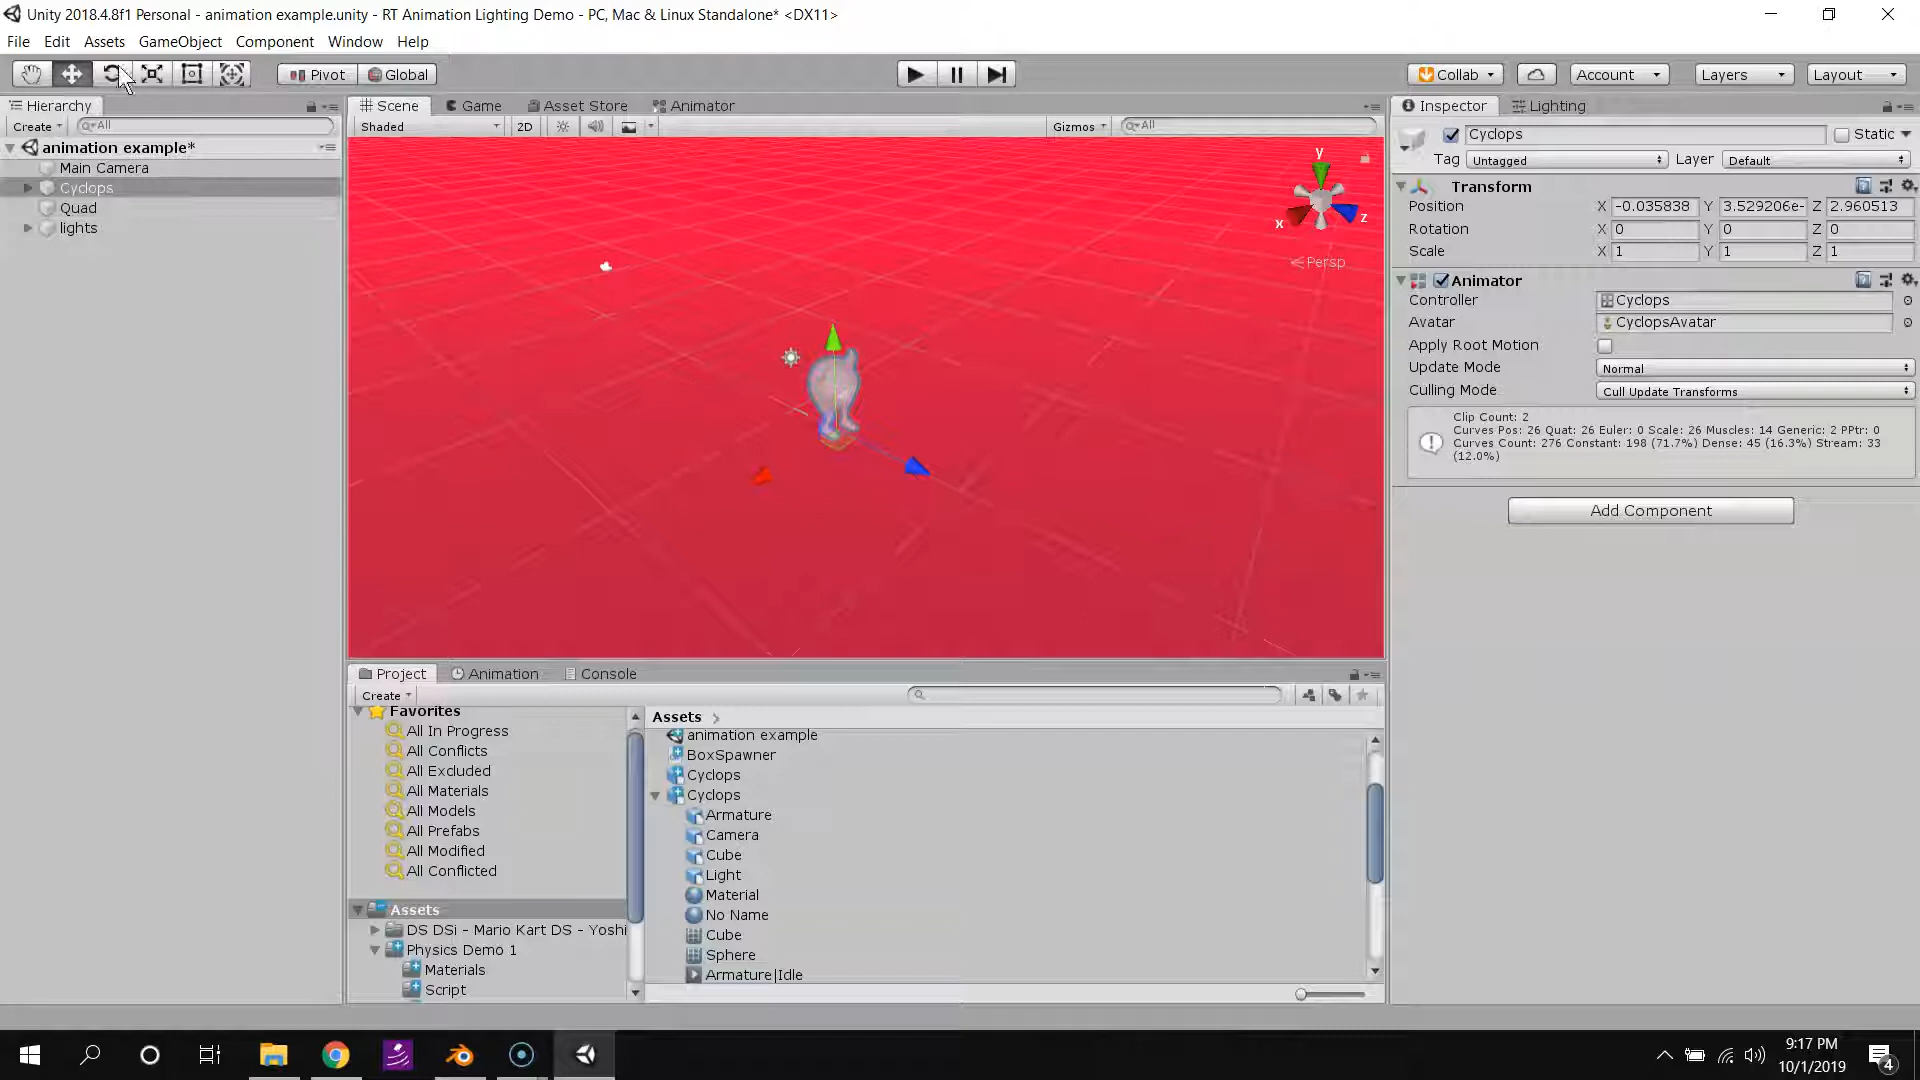 Unity 2018.4.8f1 Personal - animation example.unity - RT Animation Lighting Demo - PC, Mac & Linux Standalone* <DX11>
File Edit Assets GameObject Component Window Help
Pivot Global Collab Account Layers Layout
Hierarchy
Create All
animation example*
Main Camera
Cyclops
Quad
lights
Scene Game Asset Store Animator
Shaded 2D Gizmos All
y
x z
Persp
Inspector Lighting
Cyclops Static
Tag Untagged Layer Default
Transform
Position X -0.035838 Y 3.529206e- Z 2.960513
Rotation X 0 Y 0 Z 0
Scale X 1 Y 1 Z 1
Animator
Controller Cyclops
Avatar CyclopsAvatar
Apply Root Motion
Update Mode Normal
Culling Mode Cull Update Transforms
Clip Count: 2
Curves Pos: 26 Quat: 26 Euler: 0 Scale: 26 Muscles: 14 Generic: 2 PPtr: 0
Curves Count: 276 Constant: 198 (71.7%) Dense: 45 (16.3%) Stream: 33
(12.0%)
Add Component
Project Animation Console
Create
Favorites
All In Progress
All Conflicts
All Excluded
All Materials
All Models
All Prefabs
All Modified
All Conflicted
Assets
DS DSi - Mario Kart DS - Yoshi
Physics Demo 1
Materials
Script
Assets
animation example
BoxSpawner
Cyclops
Cyclops
Armature
Camera
Cube
Light
Material
No Name
Cube
Sphere
Armature|Idle
9:17 PM
10/1/2019
4